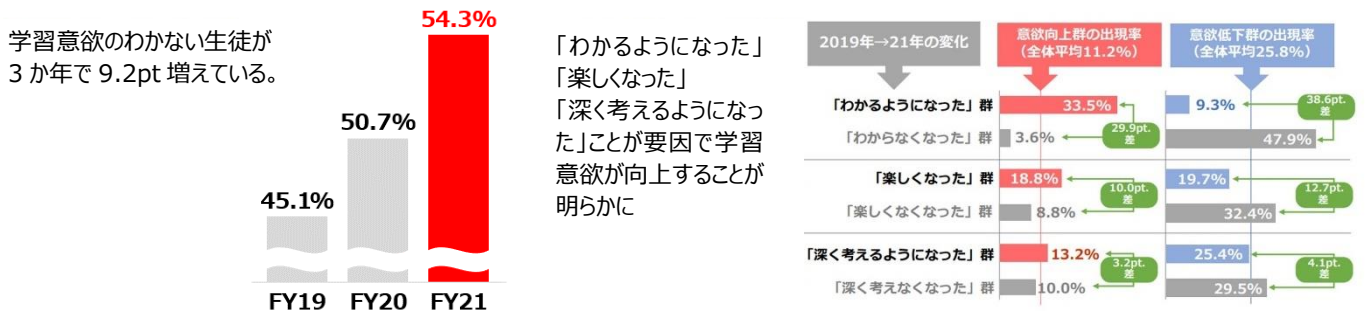 学習意欲のわかない生徒が
3 か年で 9.2pt 増えている。
54.3%
50.7%
45.1%
FY19 FY20 FY21
「わかるようになった」
「楽しくなった」
「深く考えるようになっ
た」ことが要因で学習
意欲が向上することが
明らかに
2019年→21年の変化
意欲向上群の出現率
(全体平均11.2%)
意欲低下群の出現率
(全体平均25.8%)
「わかるようになった」群 33.5% 9.3%
29.9pt.
差
38.6pt.
差
「わからなくなった」群 3.6% 47.9%
「楽しくなった」群 18.8% 19.7%
10.0pt.
差
12.7pt.
差
「楽しくなくなった」群 8.8% 32.4%
「深く考えるようになった」群 13.2% 25.4%
3.2pt.
差
4.1pt.
差
「深く考えなくなった」群 10.0% 29.5%